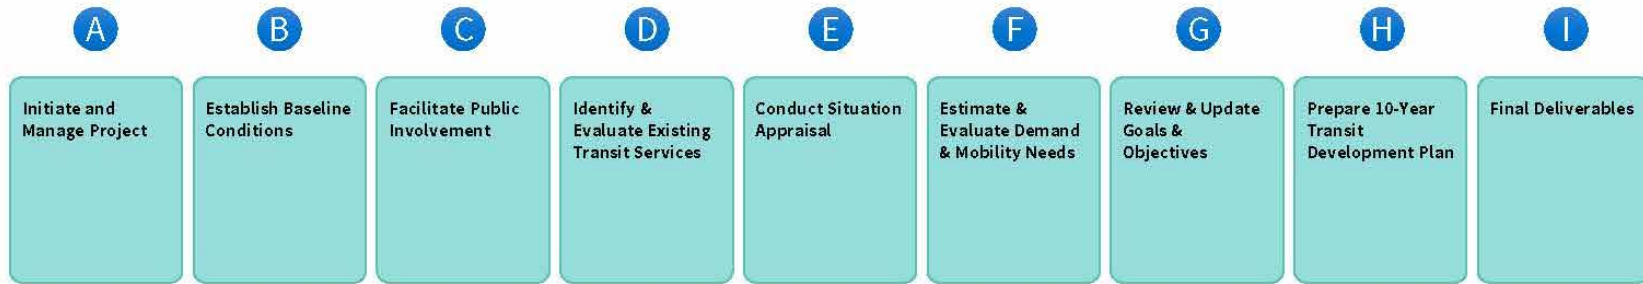 A
Initiate and
Manage Project
B
Establish Baseline
Conditions
C
Facilitate Public
Involvement
D
Identify &
Evaluate Existing
Transit Services
E
Conduct Situation
Appraisal
F
Estimate &
Evaluate Demand
& Mobility Needs
G
Review & Update
Goals &
Objectives
H
Prepare 10-Year
Transit
Development Plan
I
Final Deliverables